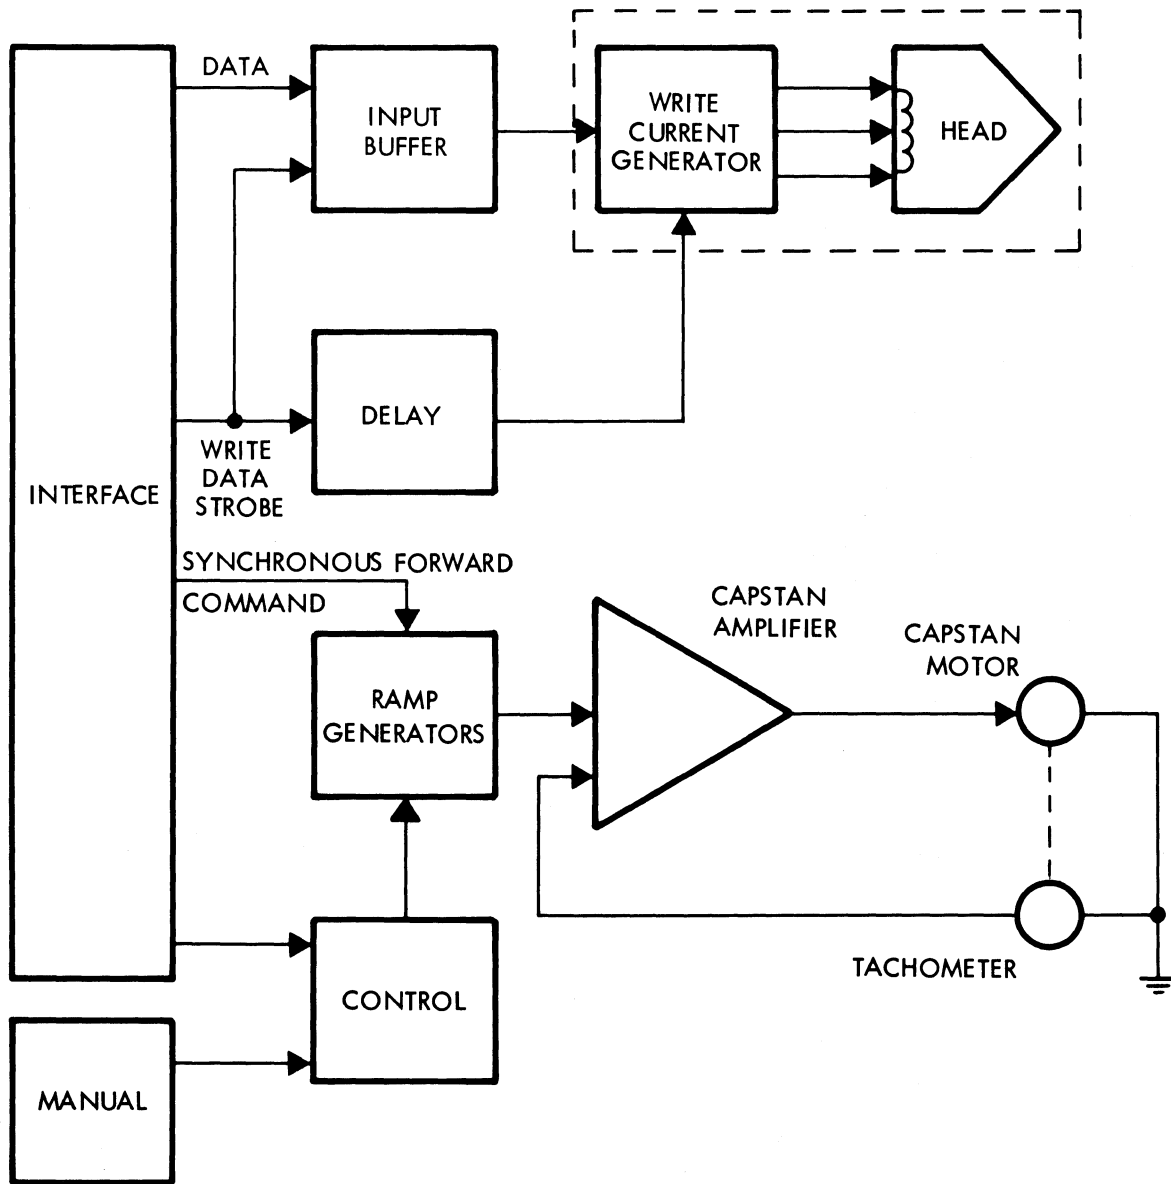 DATA
INPUT
BUFFER
WRITE
CURRENT
GENERATOR
HEAD
DELAY
WRITE
DATA
STROBE
INTERFACE
SYNCHRONOUS FORWARD
COMMAND
CAPSTAN
AMPLIFIER
CAPSTAN
MOTOR
RAMP
GENERATORS
TACHOMETER
CONTROL
MANUAL